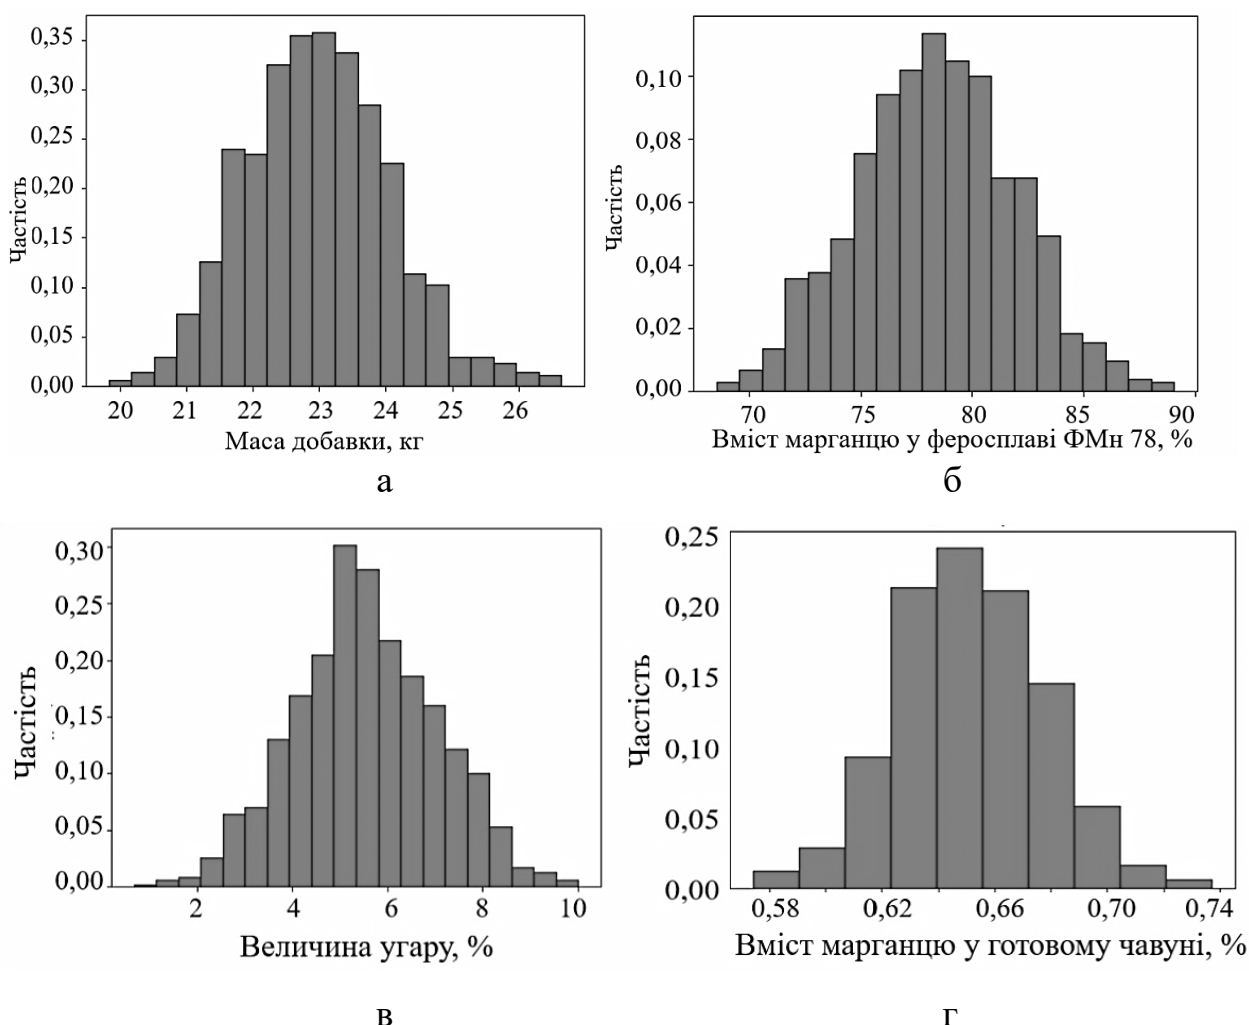 0,35
0,30
0,25
0,20
0,15
0,10
0,05
0,00
Частість
20 21 22 23 24 25 26
Маса добавки, кг
а
0,10
0,08
0,06
0,04
0,02
0,00
Частість
70 75 80 85 90
Вміст марганцю у феросплаві ФМн 78, %
б
0,30
0,25
0,20
0,15
0,10
0,05
0,00
Частість
2 4 6 8 10
Величина угару, %
в
0,25
0,20
0,15
0,10
0,05
0,00
Частість
0,58 0,62 0,66 0,70 0,74
Вміст марганцю у готовому чавуні, %
г